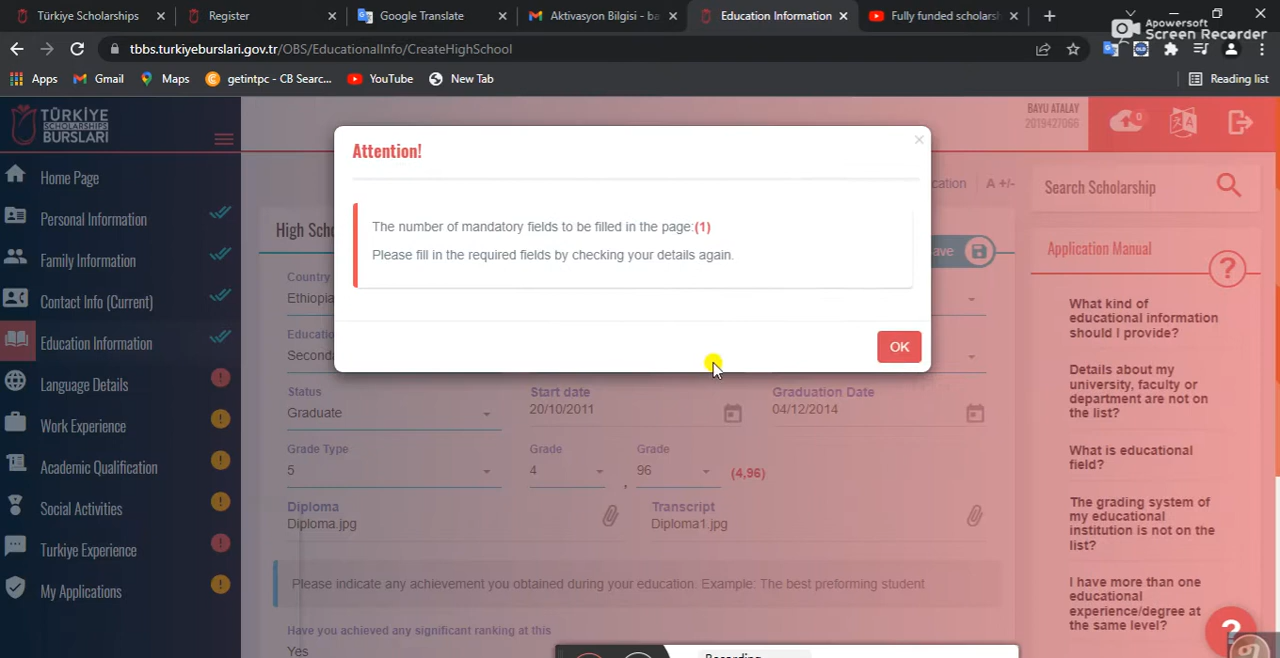 Türkiye Scholarships
Register
Google Translate
Aktivasyon Bilgisi - ba
Education Information
Fully funded scholarsh
Apowersoft
Screen Recorder
tbbs.turkiyeburslari.gov.tr/OBS/EducationalInfo/CreateHighSchool
Apps
Gmail
Maps
getintpc - CB Searc...
YouTube
New Tab
Reading list
TÜRKİYE
SCHOLARSHIPS
BURSLARI
BAYU ATALAY
2019427066
0
Home Page
Personal Information
Family Information
Contact Info (Current)
Education Information
Language Details
Work Experience
Academic Qualification
Social Activities
Turkiye Experience
My Applications
Attention!
The number of mandatory fields to be filled in the page:(1)
Please fill in the required fields by checking your details again.
OK
cation
A +/-
High Scho
ave
Country
Ethiopia
Educatio
Seconda
Status
Graduate
Start date
20/10/2011
Graduation Date
04/12/2014
Grade Type
5
Grade
4
,
Grade
96
(4,96)
Diploma
Diploma.jpg
Transcript
Diploma1.jpg
Please indicate any achievement you obtained during your education. Example: The best preforming student
Have you achieved any significant ranking at this
Yes
Recording
Search Scholarship
Application Manual
?
What kind of
educational information
should I provide?
Details about my
university, faculty or
department are not on
the list?
What is educational
field?
The grading system of
my educational
institution is not on the
list?
I have more than one
educational
experience/degree at
the same level?
?